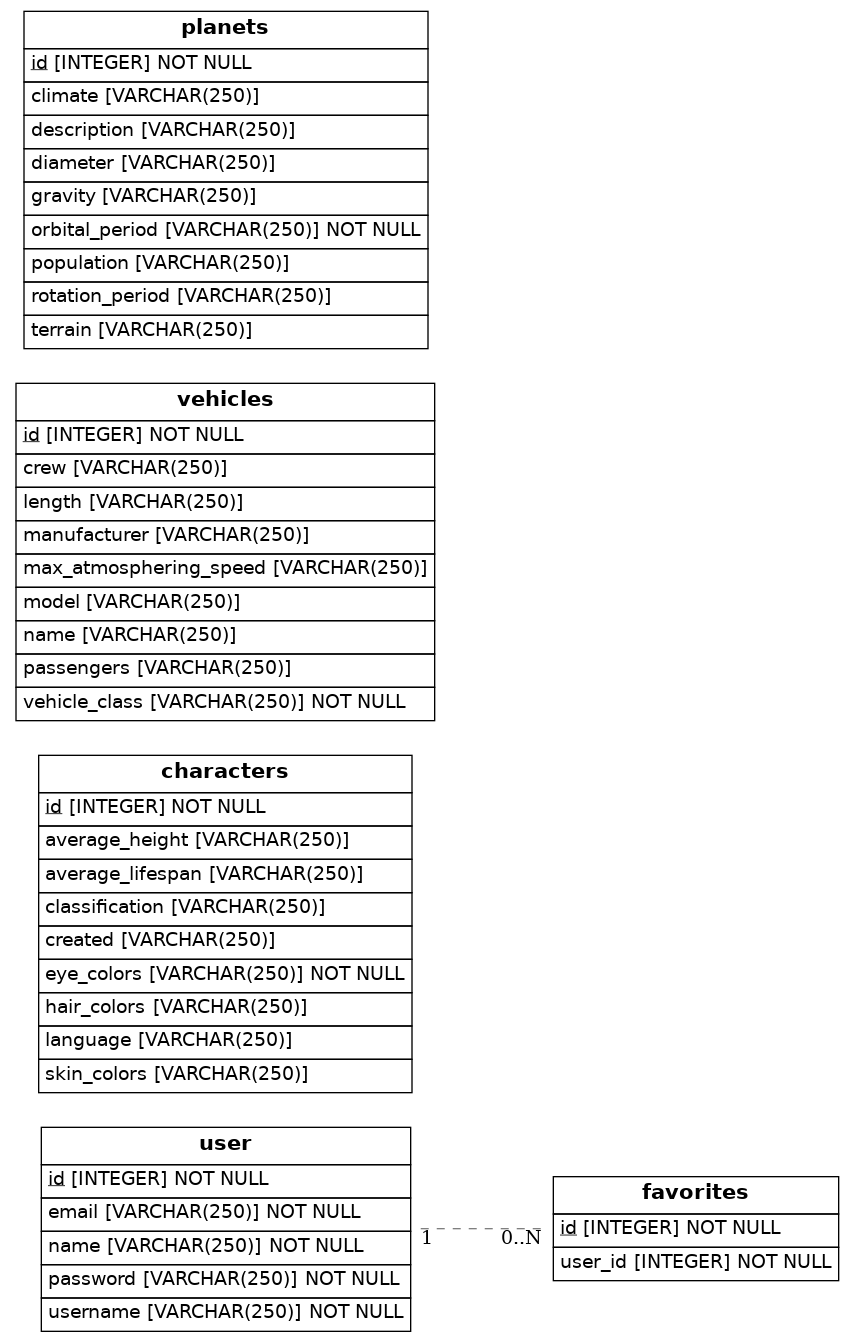 planets
id [INTEGER] NOT NULL
climate [VARCHAR(250)]
description [VARCHAR(250)]
diameter [VARCHAR(250)]
gravity [VARCHAR(250)]
orbital_period [VARCHAR(250)] NOT NULL
population [VARCHAR(250)]
rotation_period [VARCHAR(250)]
terrain [VARCHAR(250)]
vehicles
id [INTEGER] NOT NULL
crew [VARCHAR(250)]
length [VARCHAR(250)]
manufacturer [VARCHAR(250)]
max_atmosphering_speed [VARCHAR(250)]
model [VARCHAR(250)]
name [VARCHAR(250)]
passengers [VARCHAR(250)]
vehicle_class [VARCHAR(250)] NOT NULL
characters
id [INTEGER] NOT NULL
average_height [VARCHAR(250)]
average_lifespan [VARCHAR(250)]
classification [VARCHAR(250)]
created [VARCHAR(250)]
eye_colors [VARCHAR(250)] NOT NULL
hair_colors [VARCHAR(250)]
language [VARCHAR(250)]
skin_colors [VARCHAR(250)]
user
id [INTEGER] NOT NULL
email [VARCHAR(250)] NOT NULL
name [VARCHAR(250)] NOT NULL
password [VARCHAR(250)] NOT NULL
username [VARCHAR(250)] NOT NULL
1 0..N
favorites
id [INTEGER] NOT NULL
user_id [INTEGER] NOT NULL